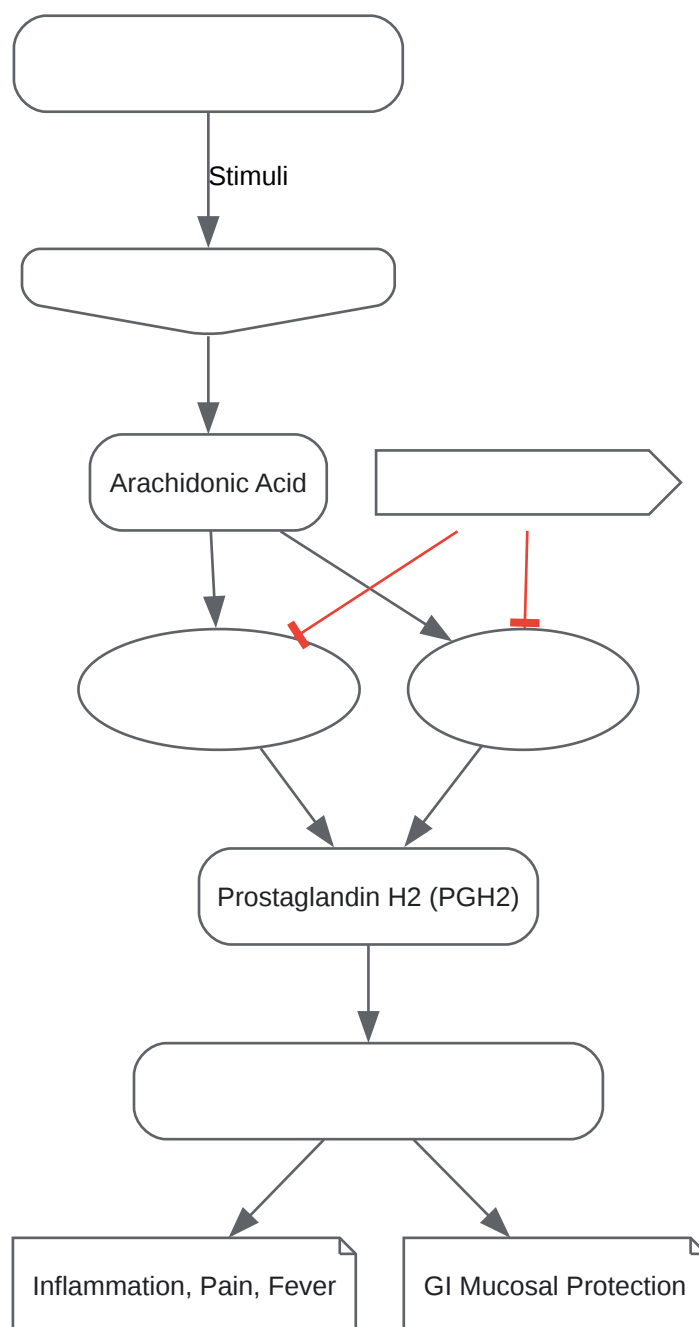 Stimuli
Arachidonic Acid
Prostaglandin H2 (PGH2)
Inflammation, Pain, Fever
GI Mucosal Protection